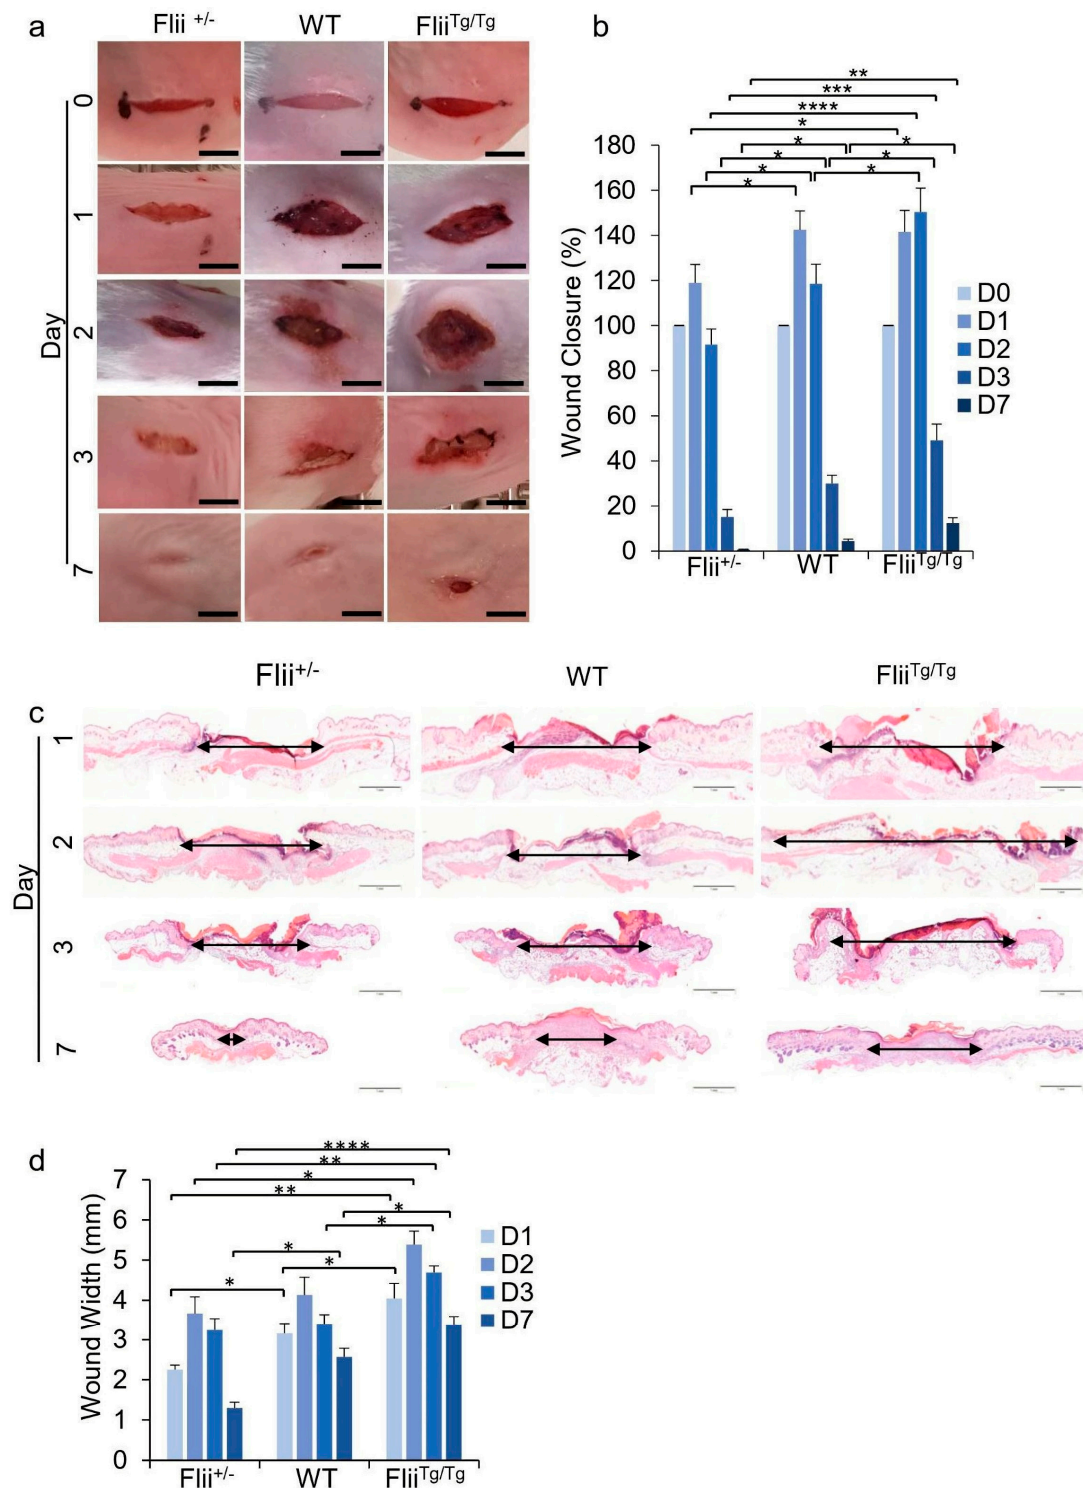 a
Flii +/-
WT
FliiTg/Tg
Day
0
1
2
3
7
b
**
***
****
*
* *
* *
* *
*
Wound Closure (%)
180
160
140
120
100
80
60
40
20
0
Flii+/-
WT
FliiTg/Tg
D0
D1
D2
D3
D7
Flii+/-
WT
FliiTg/Tg
c
Day
1
2
3
7
d
****
**
*
**
*
*
*
*
*
Wound Width (mm)
7
6
5
4
3
2
1
0
Flii+/-
WT
FliiTg/Tg
D1
D2
D3
D7